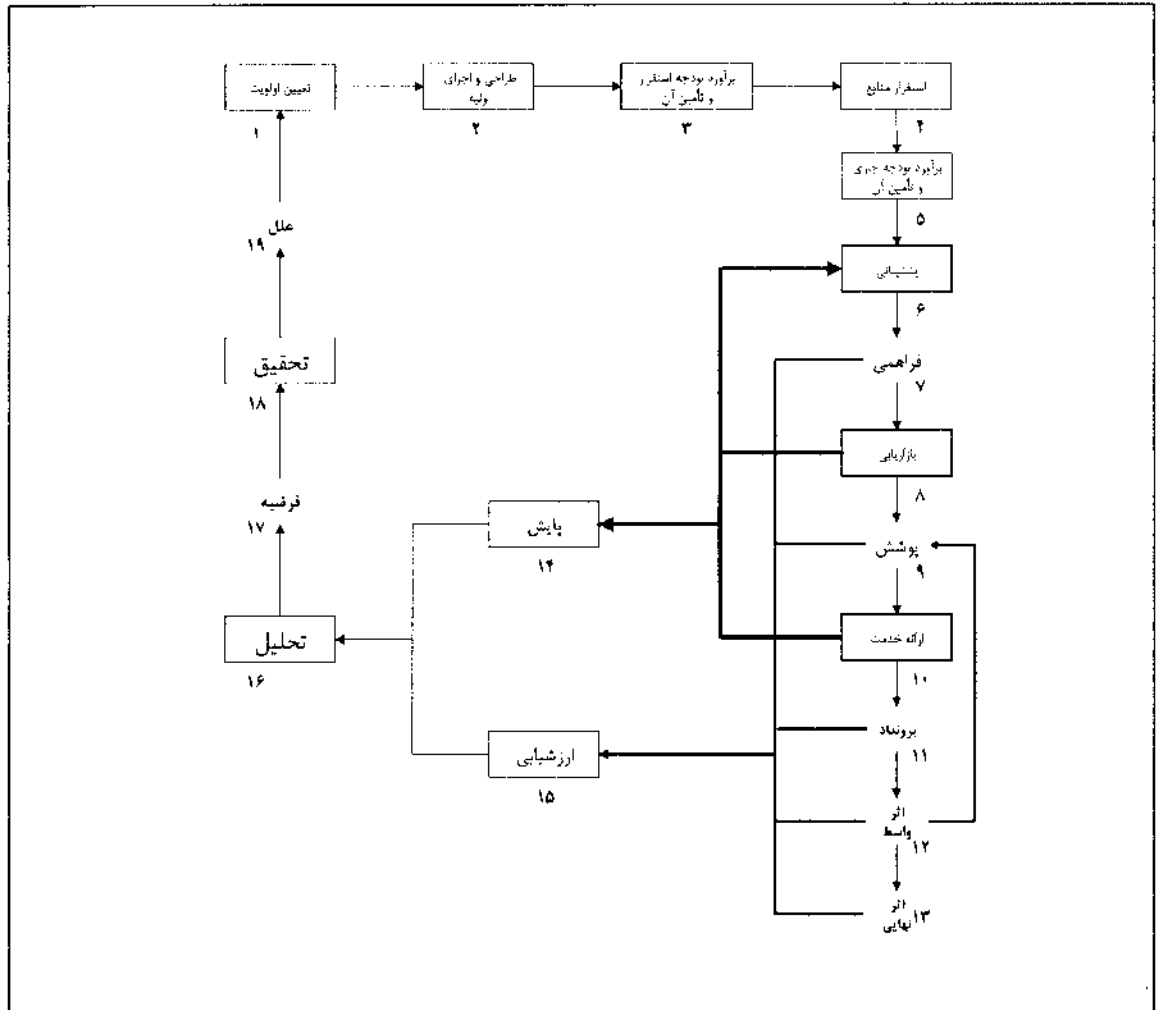 تعیین اولویت
۱
طراحی و اجرای
اولیه
۲
برآورد بودجه استقرار
و تأمین آن
۳
استقرار منابع
۴
برآورد بودجه جاری
و تأمین آن
۵
پشتیبانی
۶
فراهمی
۷
بازاریابی
۸
پوشش
۹
ارائه خدمت
۱۰
برونداد
۱۱
اثر
واسط
۱۲
اثر
نهایی
۱۳
پایش
۱۴
ارزشیابی
۱۵
تحلیل
۱۶
فرضیه
۱۷
تحقیق
۱۸
علل
۱۹